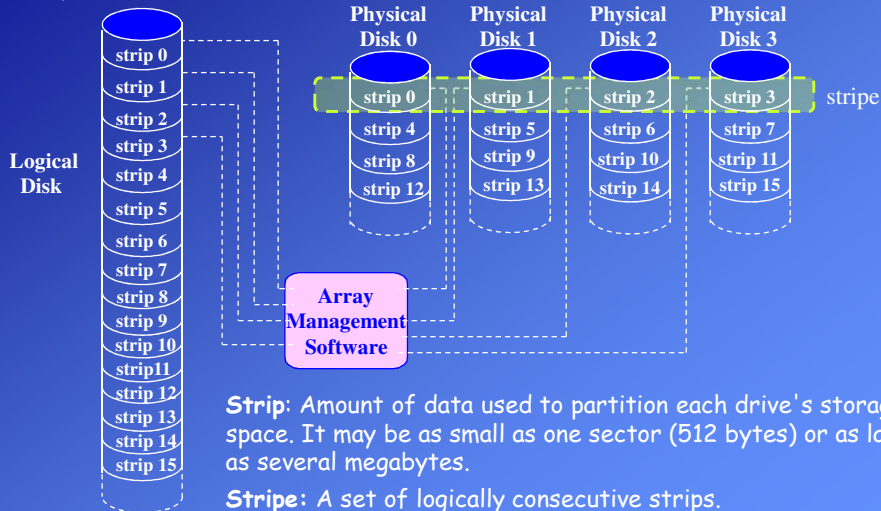 Logical
Disk
strip 0
strip 1
strip 2
strip 3
strip 4
strip 5
strip 6
strip 7
strip 8
strip 9
strip 10
strip11
strip 12
strip 13
strip 14
strip 15
Physical
Disk 0
strip 0
strip 4
strip 8
strip 12
Physical
Disk 1
strip 1
strip 5
strip 9
strip 13
Physical
Disk 2
strip 2
strip 6
strip 10
strip 14
Physical
Disk 3
strip 3
strip 7
strip 11
strip 15
stripe
Array
Management
Software
Strip: Amount of data used to partition each drive's
space. It may be as small as one sector (512 bytes) or as
as several megabytes.
Stripe: A set of logically consecutive strips.